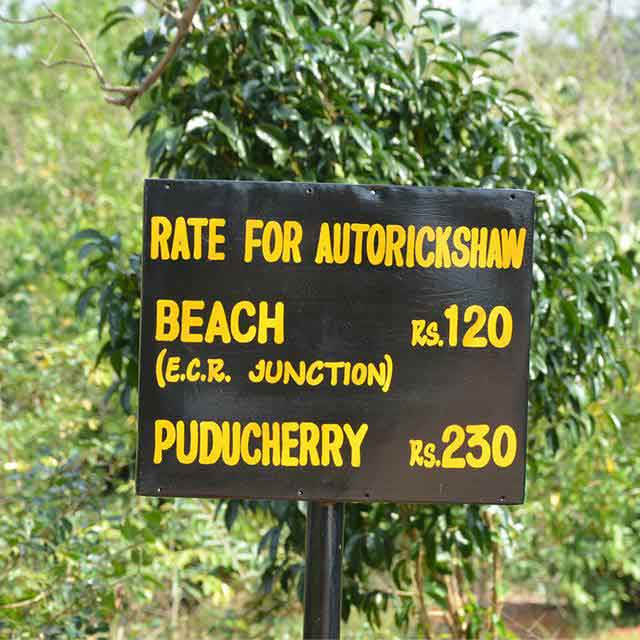 RATE FOR AUTORICKSHAW
BEACH Rs.120
(E.C.R. JUNCTION)
PUDUCHERRY Rs.230